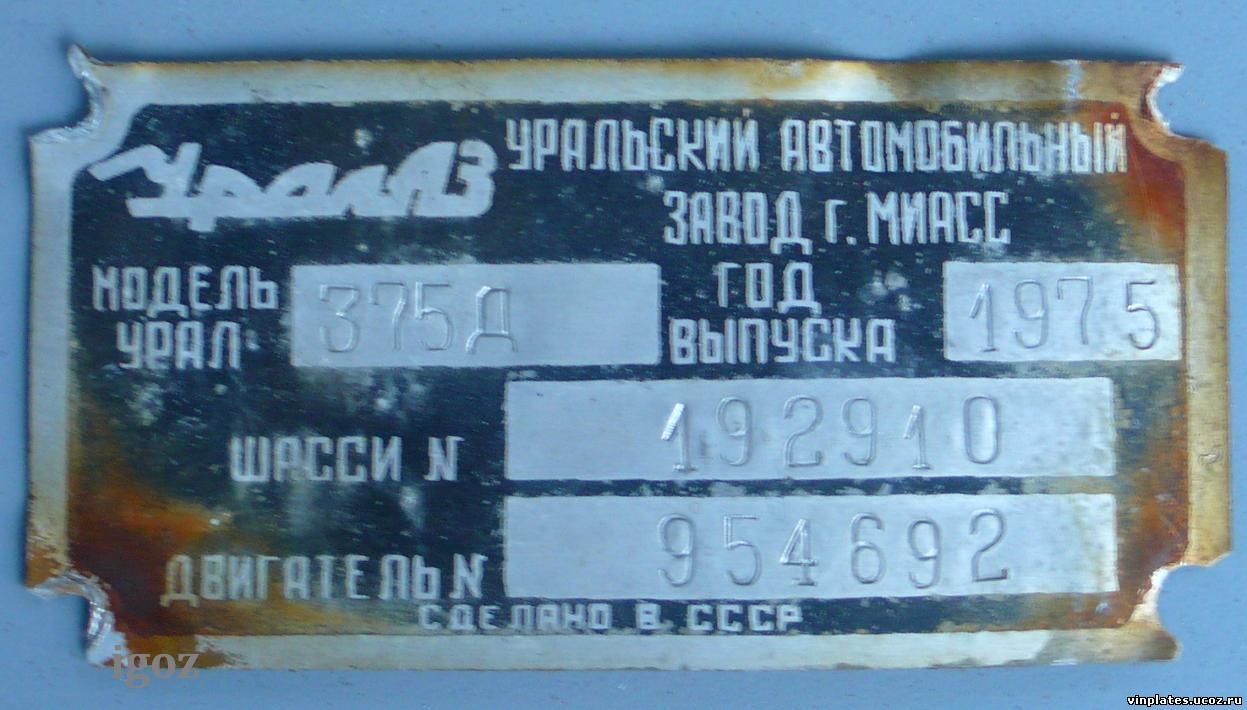 УралАЗ УРАЛЬСКИЙ АВТОМОБИЛЬНЫЙ
ЗАВОД г. МИАСС
МОДЕЛЬ
УРАЛ 375Д
ГОД
ВЫПУСКА 1975
ШАССИ N 192910
ДВИГАТЕЛЬ N 954692
СДЕЛАНО В СССР
igoz
vinplates.ucoz.ru